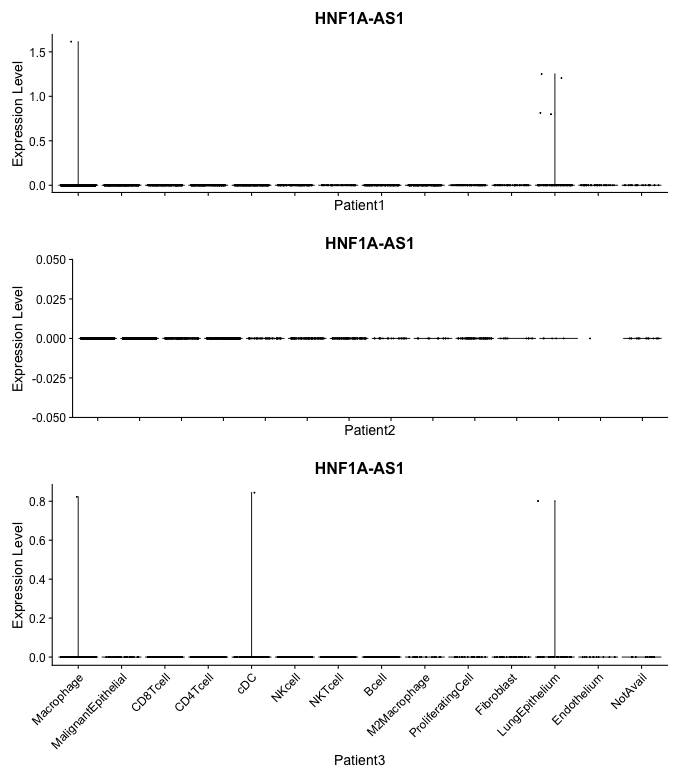 HNF1A-AS1
Expression Level
1.5
1.0
0.5
0.0
Patient1
HNF1A-AS1
Expression Level
0.050
0.025
0.000
-0.025
-0.050
Patient2
HNF1A-AS1
Expression Level
0.8
0.6
0.4
0.2
0.0
Macrophage
MalignantEpithelial
CD8Tcell
CD4Tcell
cDC
NKcell
NKTcell
Bcell
M2Macrophage
ProliferatingCell
Fibroblast
LungEpithelium
Endothelium
NotAvail
Patient3